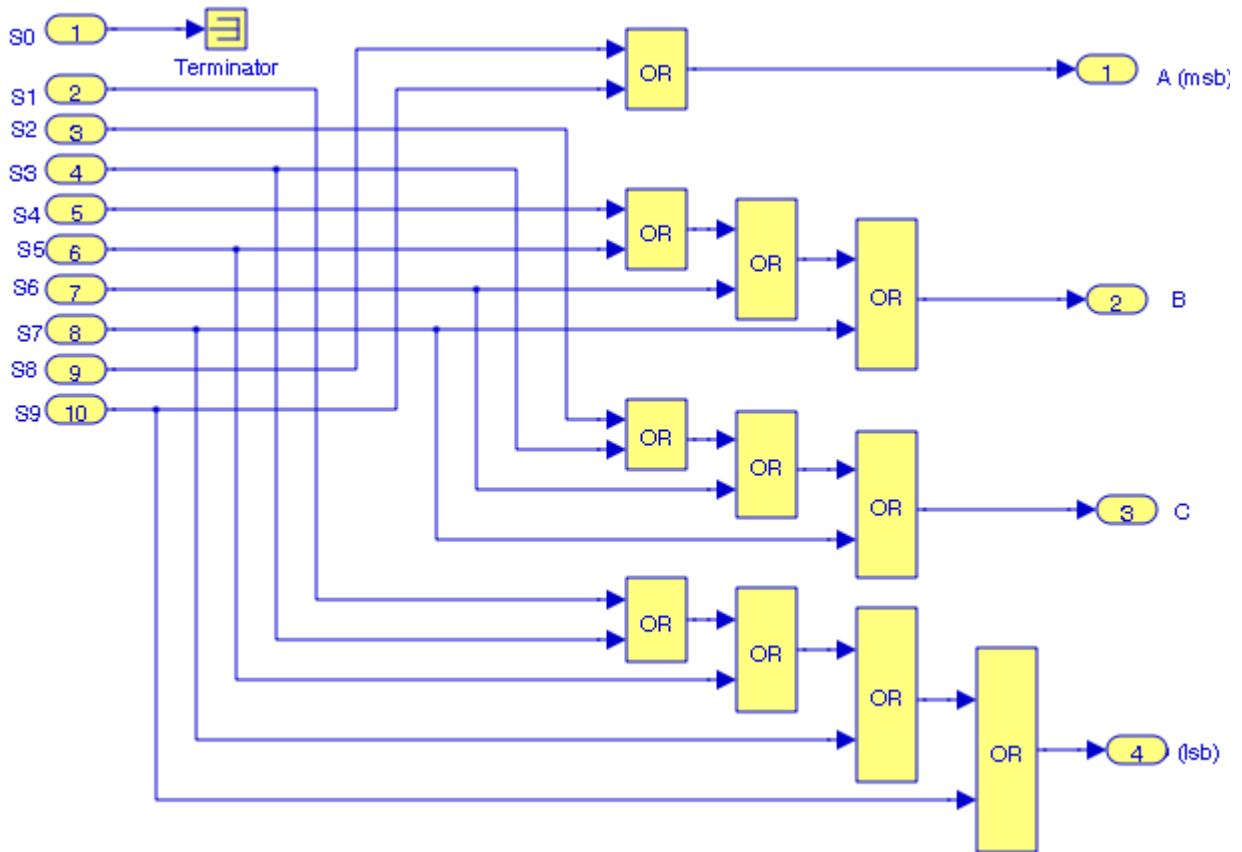 S0 1
Terminator
S1 2
S2 3
S3 4
S4 5
S5 6
S6 7
S7 8
S8 9
S9 10
OR
1 A (msb)
OR
OR
OR
2 B
OR
OR
OR
3 C
OR
OR
OR
OR
4 (lsb)